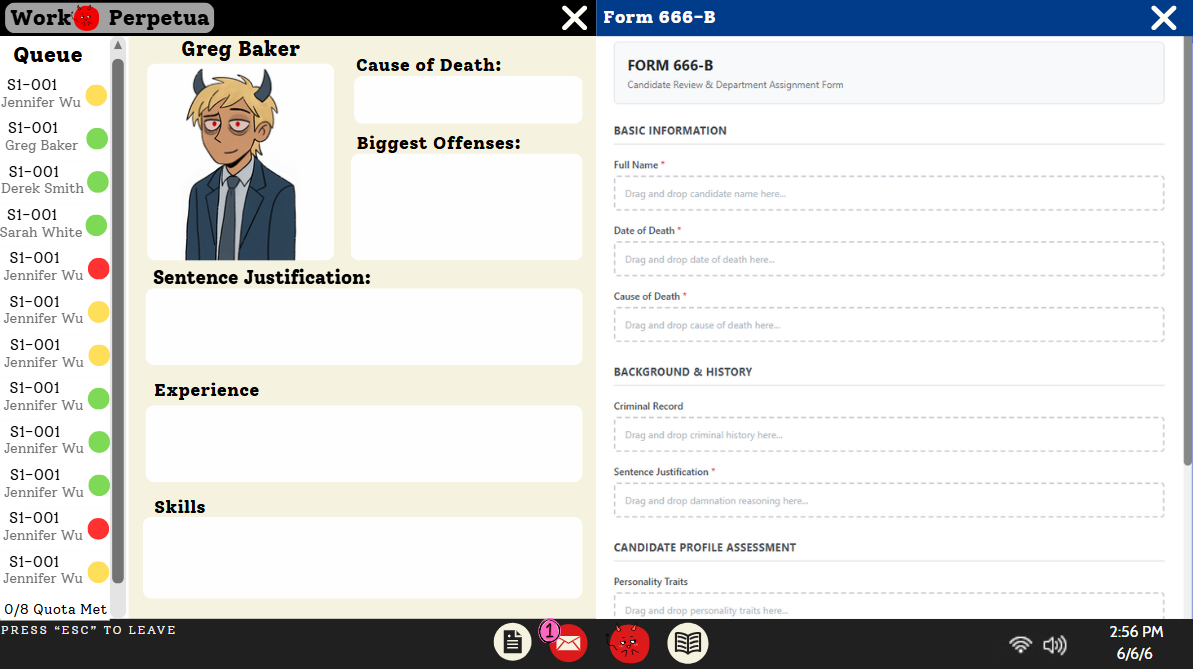 Work Perpetua
Queue
S1-001
Jennifer Wu
S1-001
Greg Baker
S1-001
Derek Smith
S1-001
Sarah White
S1-001
Jennifer Wu
S1-001
Jennifer Wu
S1-001
Jennifer Wu
S1-001
Jennifer Wu
S1-001
Jennifer Wu
S1-001
Jennifer Wu
S1-001
Jennifer Wu
S1-001
Jennifer Wu
0/8 Quota Met
Greg Baker
Cause of Death:
Biggest Offenses:
Sentence Justification:
Experience
Skills
Form 666-B
FORM 666-B
Candidate Review & Department Assignment Form
BASIC INFORMATION
Full Name *
Drag and drop candidate name here...
Date of Death *
Drag and drop date of death here...
Cause of Death *
Drag and drop cause of death here...
BACKGROUND & HISTORY
Criminal Record
Drag and drop criminal history here...
Sentence Justification *
Drag and drop damnation reasoning here...
CANDIDATE PROFILE ASSESSMENT
Personality Traits
Drag and drop personality traits here...
PRESS "ESC" TO LEAVE
1
2:56 PM
6/6/6